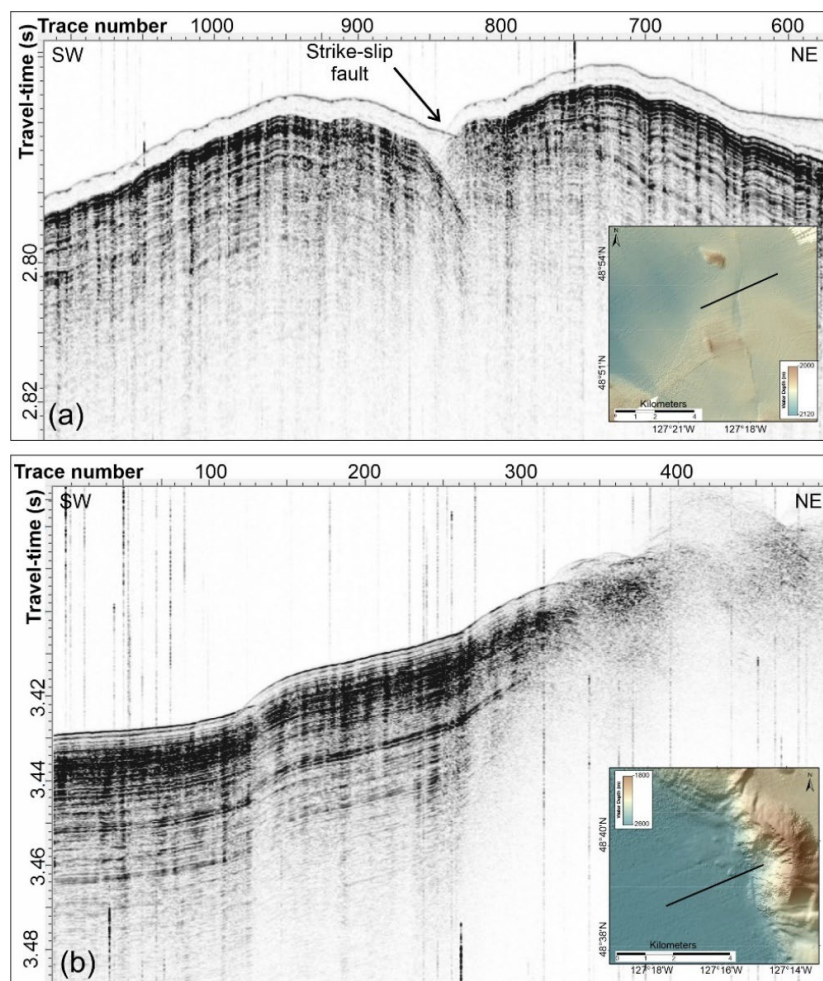 Trace number 1000 900 800 700 600
Travel-time (s)
SW
Strike-slip
fault
NE
2.80
2.82
(a)
N
48°54'N
48°51'N
2000
Water Depth (m)
2120
Kilometers
0 1 2 4
127°21'W 127°18'W
Trace number 100 200 300 400
Travel-time (s)
SW
NE
3.42
3.44
3.46
3.48
(b)
1800
Water Depth (m)
2600
N
48°40'N
48°38'N
Kilometers
0 1 2 4
127°18'W 127°16'W 127°14'W